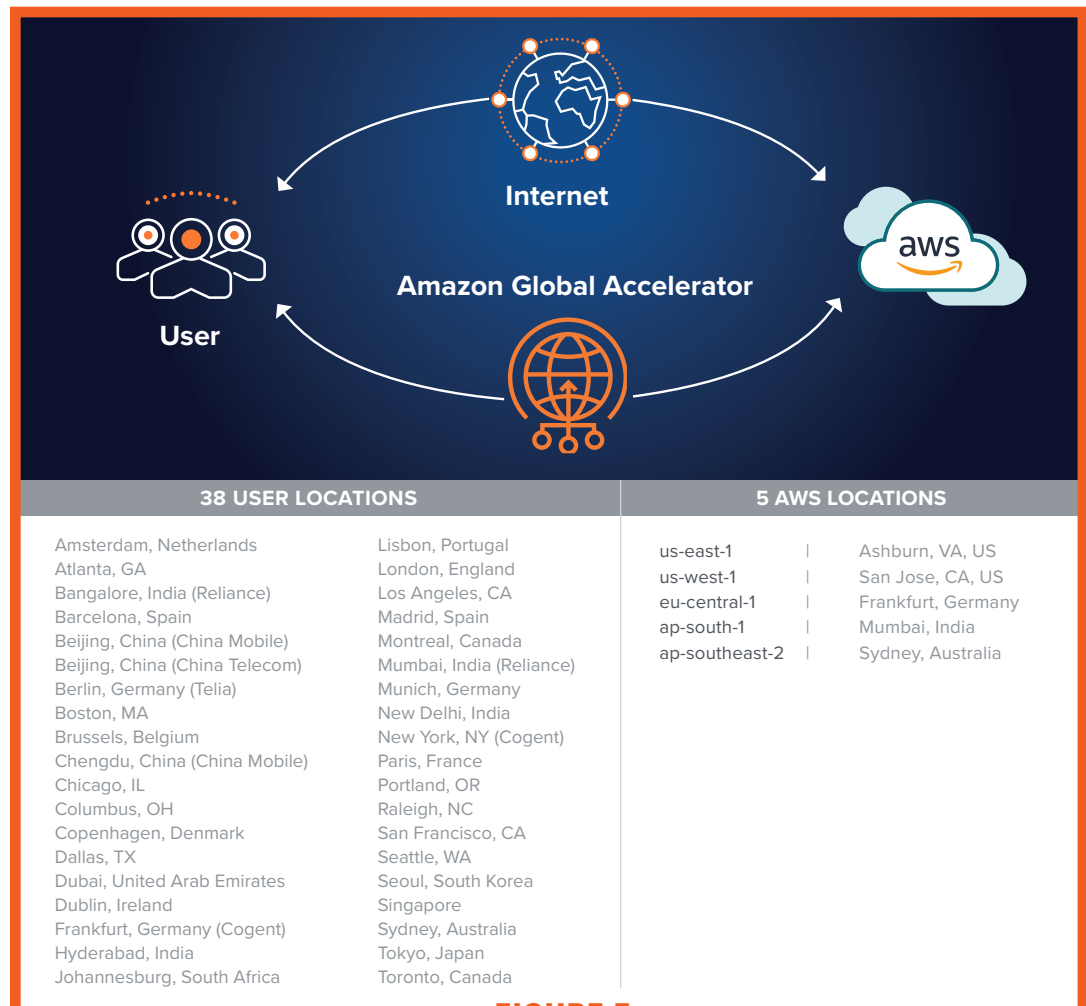 Internet
aws
Amazon Global Accelerator
User
38 USER LOCATIONS
Amsterdam, Netherlands
Atlanta, GA
Bangalore, India (Reliance)
Barcelona, Spain
Beijing, China (China Mobile)
Beijing, China (China Telecom)
Berlin, Germany (Telia)
Boston, MA
Brussels, Belgium
Chengdu, China (China Mobile)
Chicago, IL
Columbus, OH
Copenhagen, Denmark
Dallas, TX
Dubai, United Arab Emirates
Dublin, Ireland
Frankfurt, Germany (Cogent)
Hyderabad, India
Johannesburg, South Africa
Lisbon, Portugal
London, England
Los Angeles, CA
Madrid, Spain
Montreal, Canada
Mumbai, India (Reliance)
Munich, Germany
New Delhi, India
New York, NY (Cogent)
Paris, France
Portland, OR
Raleigh, NC
San Francisco, CA
Seattle, WA
Seoul, South Korea
Singapore
Sydney, Australia
Tokyo, Japan
Toronto, Canada
5 AWS LOCATIONS
us-east-1 | Ashburn, VA, US
us-west-1 | San Jose, CA, US
eu-central-1 | Frankfurt, Germany
ap-south-1 | Mumbai, India
ap-southeast-2 | Sydney, Australia